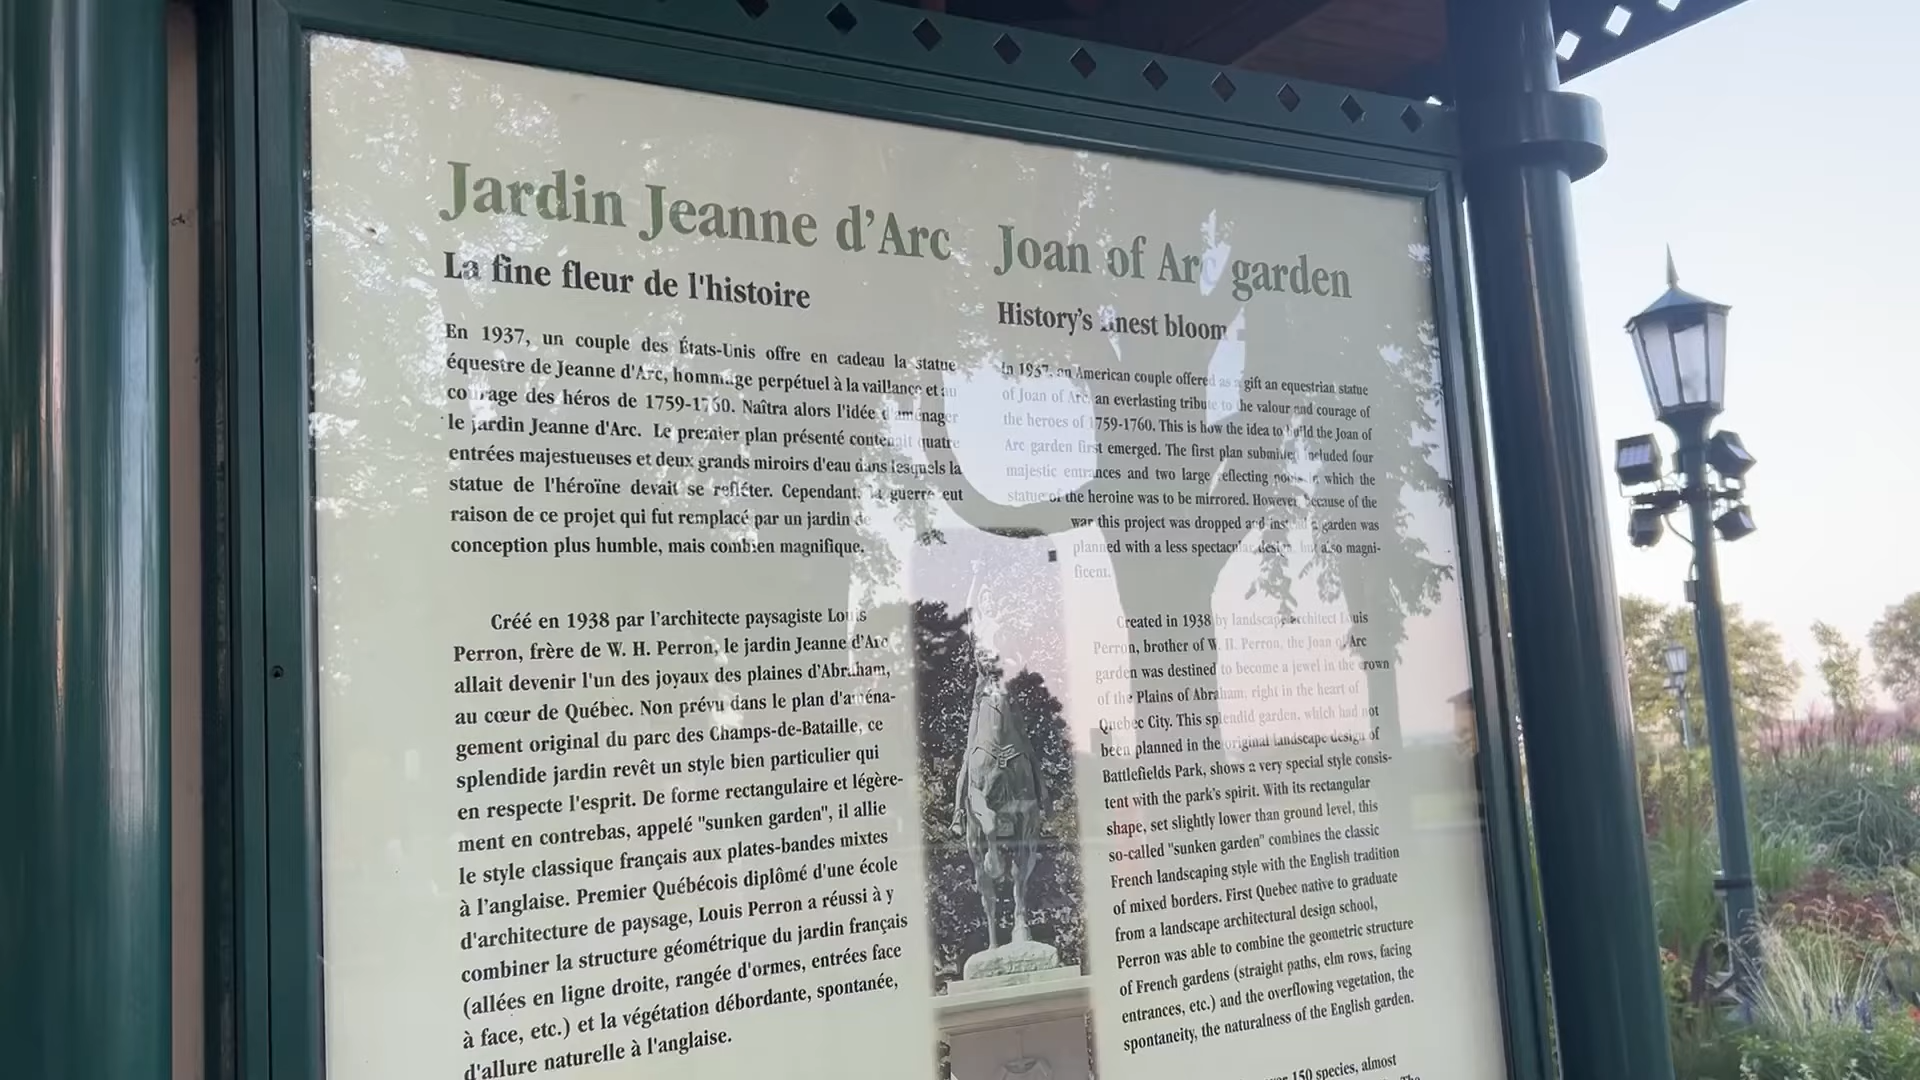 Jardin Jeanne d'Arc
La fine fleur de l'histoire
En 1937, un couple des États-Unis offre en cadeau la statue
équestre de Jeanne d'Arc, hommage perpétuel à la vaillance et au
courage des héros de 1759-1760. Naîtra alors l'idée d'aménager
le jardin Jeanne d'Arc. Le premier plan présenté contenait quatre
entrées majestueuses et deux grands miroirs d'eau dans lesquels la
statue de l'héroïne devait se refléter. Cependant, la guerre eut
raison de ce projet qui fut remplacé par un jardin de
conception plus humble, mais combien magnifique.
Créé en 1938 par l'architecte paysagiste Louis
Perron, frère de W. H. Perron, le jardin Jeanne d'Arc
allait devenir l'un des joyaux des plaines d'Abraham,
au cœur de Québec. Non prévu dans le plan d'aména-
gement original du parc des Champs-de-Bataille, ce
splendide jardin revêt un style bien particulier qui
en respecte l'esprit. De forme rectangulaire et légère-
ment en contrebas, appelé "sunken garden", il allie
le style classique français aux plates-bandes mixtes
à l'anglaise. Premier Québécois diplômé d'une école
d'architecture de paysage, Louis Perron a réussi à y
combiner la structure géométrique du jardin français
(allées en ligne droite, rangée d'ormes, entrées face
à face, etc.) et la végétation débordante, spontanée,
d'allure naturelle à l'anglaise.
Joan of Arc garden
History's finest bloom
In 1937, an American couple offered as a gift an equestrian statue
of Joan of Arc, an everlasting tribute to the valour and courage of
the heroes of 1759-1760. This is how the idea to build the Joan of
Arc garden first emerged. The first plan submitted included four
majestic entrances and two large reflecting pools in which the
statue of the heroine was to be mirrored. However, because of the
war this project was dropped and instead a garden was
planned with a less spectacular design, but also magni-
ficent.
Created in 1938 by landscape architect Louis
Perron, brother of W. H. Perron, the Joan of Arc
garden was destined to become a jewel in the crown
of the Plains of Abraham, right in the heart of
Quebec City. This splendid garden, which had not
been planned in the original landscape design of
Battlefields Park, shows a very special style consis-
tent with the park's spirit. With its rectangular
shape, set slightly lower than ground level, this
so-called "sunken garden" combines the classic
French landscaping style with the English tradition
of mixed borders. First Quebec native to graduate
from a landscape architectural design school,
Perron was able to combine the geometric structure
of French gardens (straight paths, elm rows, facing
entrances, etc.) and the overflowing vegetation, the
spontaneity, the naturalness of the English garden.
150 species, almost